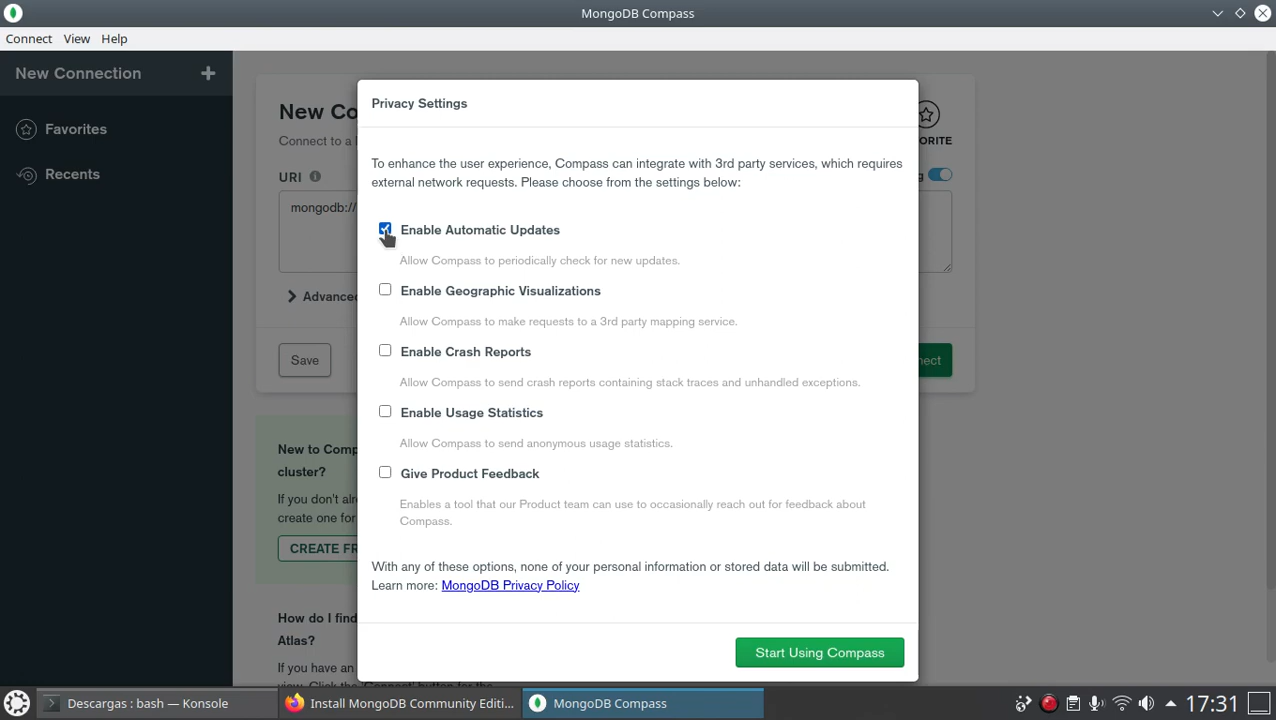 MongoDB Compass
Connect View Help
New Connection
Favorites
Recents
New Co
Connect to a
URI
mongodb://
Advanced
Save
ORITE
g
nect
New to Comp
cluster?
If you don't alr
create one for
CREATE FR
How do I find
Atlas?
If you have an
Privacy Settings
To enhance the user experience, Compass can integrate with 3rd party services, which requires
external network requests. Please choose from the settings below:
Enable Automatic Updates
Allow Compass to periodically check for new updates.
Enable Geographic Visualizations
Allow Compass to make requests to a 3rd party mapping service.
Enable Crash Reports
Allow Compass to send crash reports containing stack traces and unhandled exceptions.
Enable Usage Statistics
Allow Compass to send anonymous usage statistics.
Give Product Feedback
Enables a tool that our Product team can use to occasionally reach out for feedback about
Compass.
With any of these options, none of your personal information or stored data will be submitted.
Learn more: MongoDB Privacy Policy
Start Using Compass
Descargas : bash — Konsole
Install MongoDB Community Editi...
MongoDB Compass
17:31